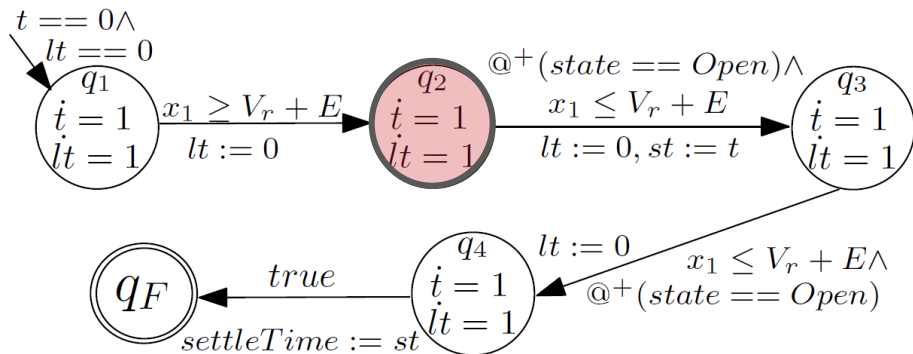 t == 0∧
lt == 0
q₁
ṫ = 1
l̇t = 1
x₁ ≥ Vᵣ + E
lt := 0
q₂
ṫ = 1
l̇t = 1
@⁺(state == Open)∧
x₁ ≤ Vᵣ + E
lt := 0, st := t
q₃
ṫ = 1
l̇t = 1
lt := 0
x₁ ≤ Vᵣ + E∧
@⁺(state == Open)
q₄
ṫ = 1
l̇t = 1
true
settleTime := st
q_F